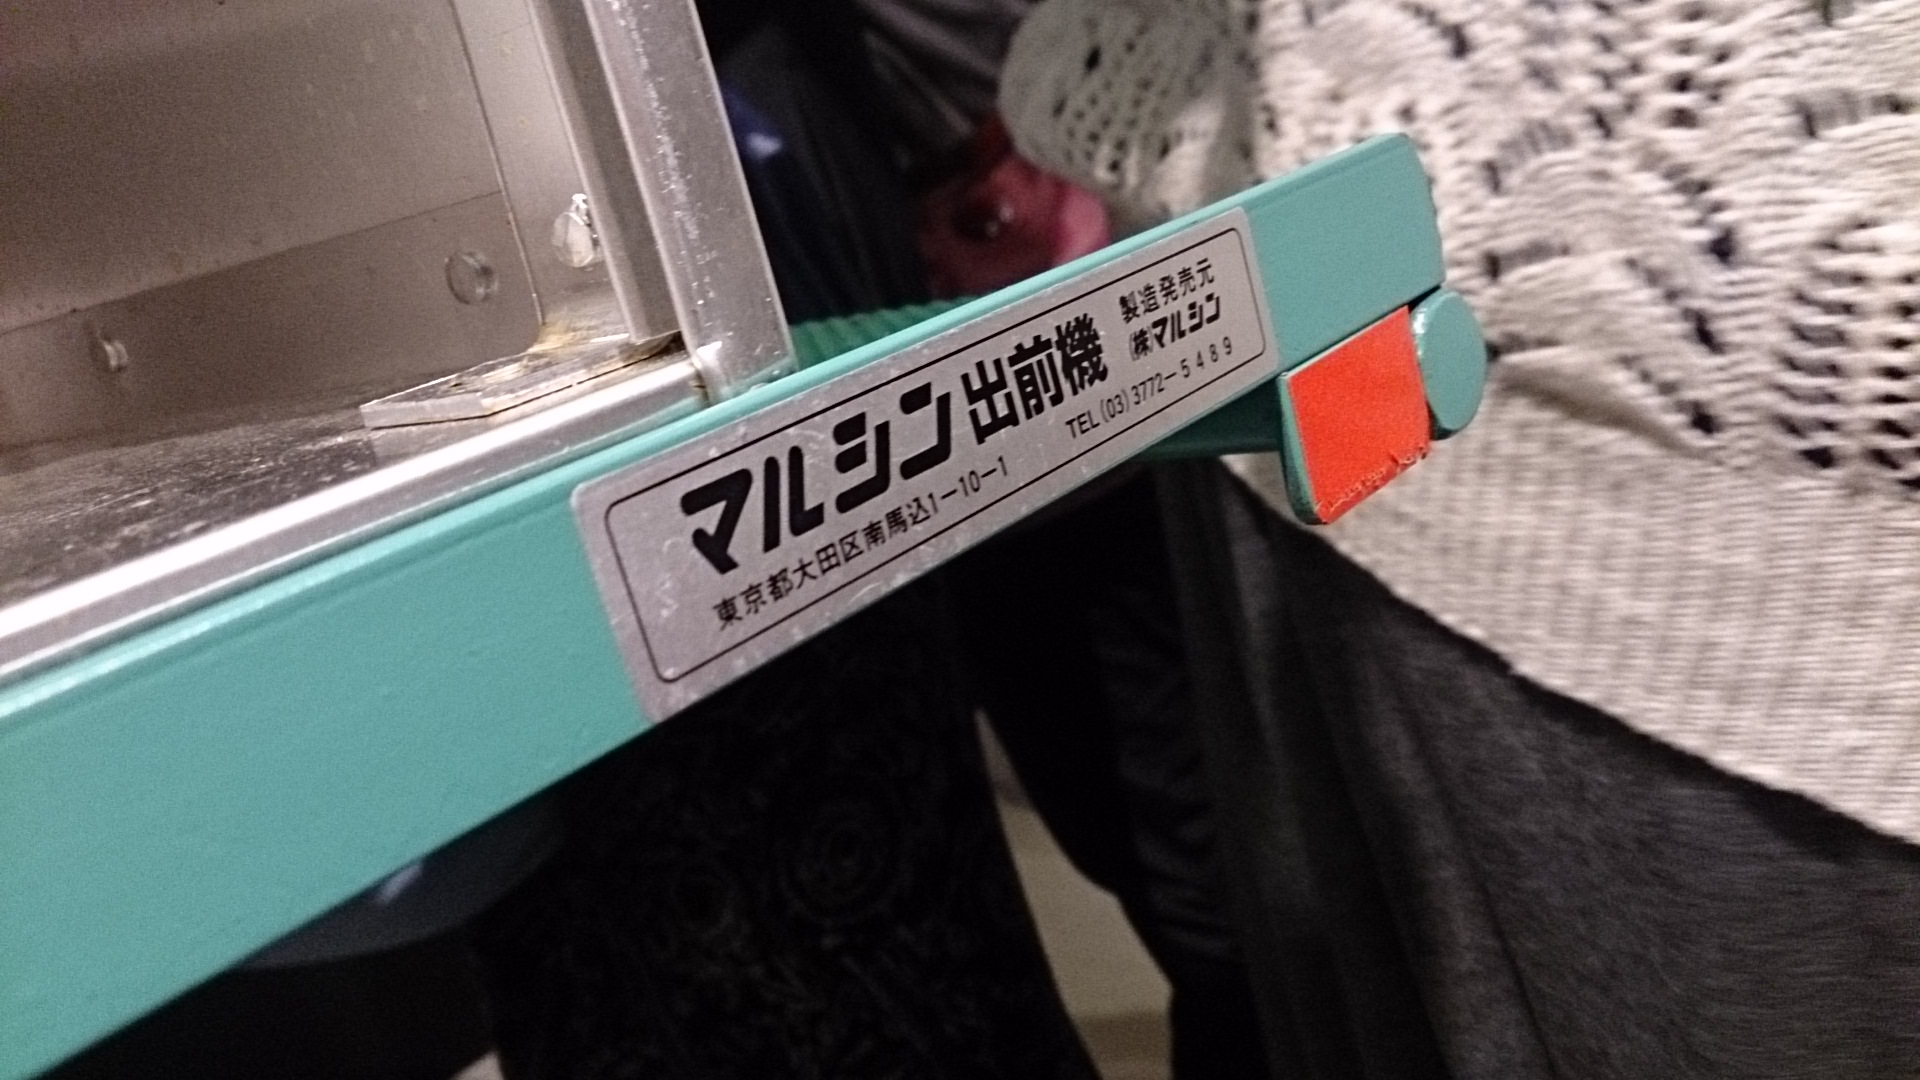 マルシン出前機
東京都大田区南馬込1−10−1
製造発売元
(株)マルシン
TEL(03)3772−5489